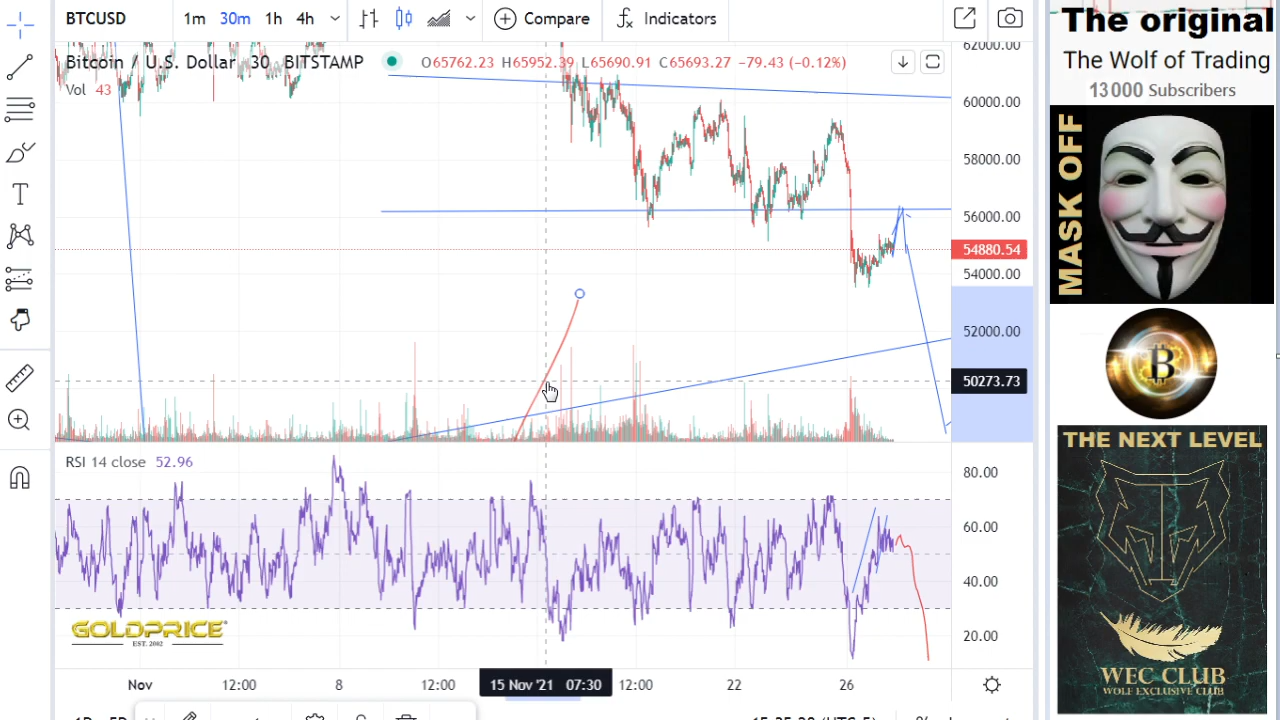 BTCUSD
1m 30m 1h 4h
Compare
Indicators
Bitcoin / U.S. Dollar 30 BITSTAMP O65762.23 H65952.39 L65690.91 C65693.27 −79.43 (−0.12%)
Vol 43
62000.00
60000.00
58000.00
56000.00
54880.54
54000.00
52000.00
50273.73
RSI 14 close 52.96
80.00
60.00
40.00
20.00
GOLDPRICE
EST. 2002
Nov 12:00 8 12:00 15 Nov '21 07:30 12:00 22 26
The original
The Wolf of Trading
13000 Subscribers
MASK OFF
THE NEXT LEVEL
WEC CLUB
WOLF EXCLUSIVE CLUB